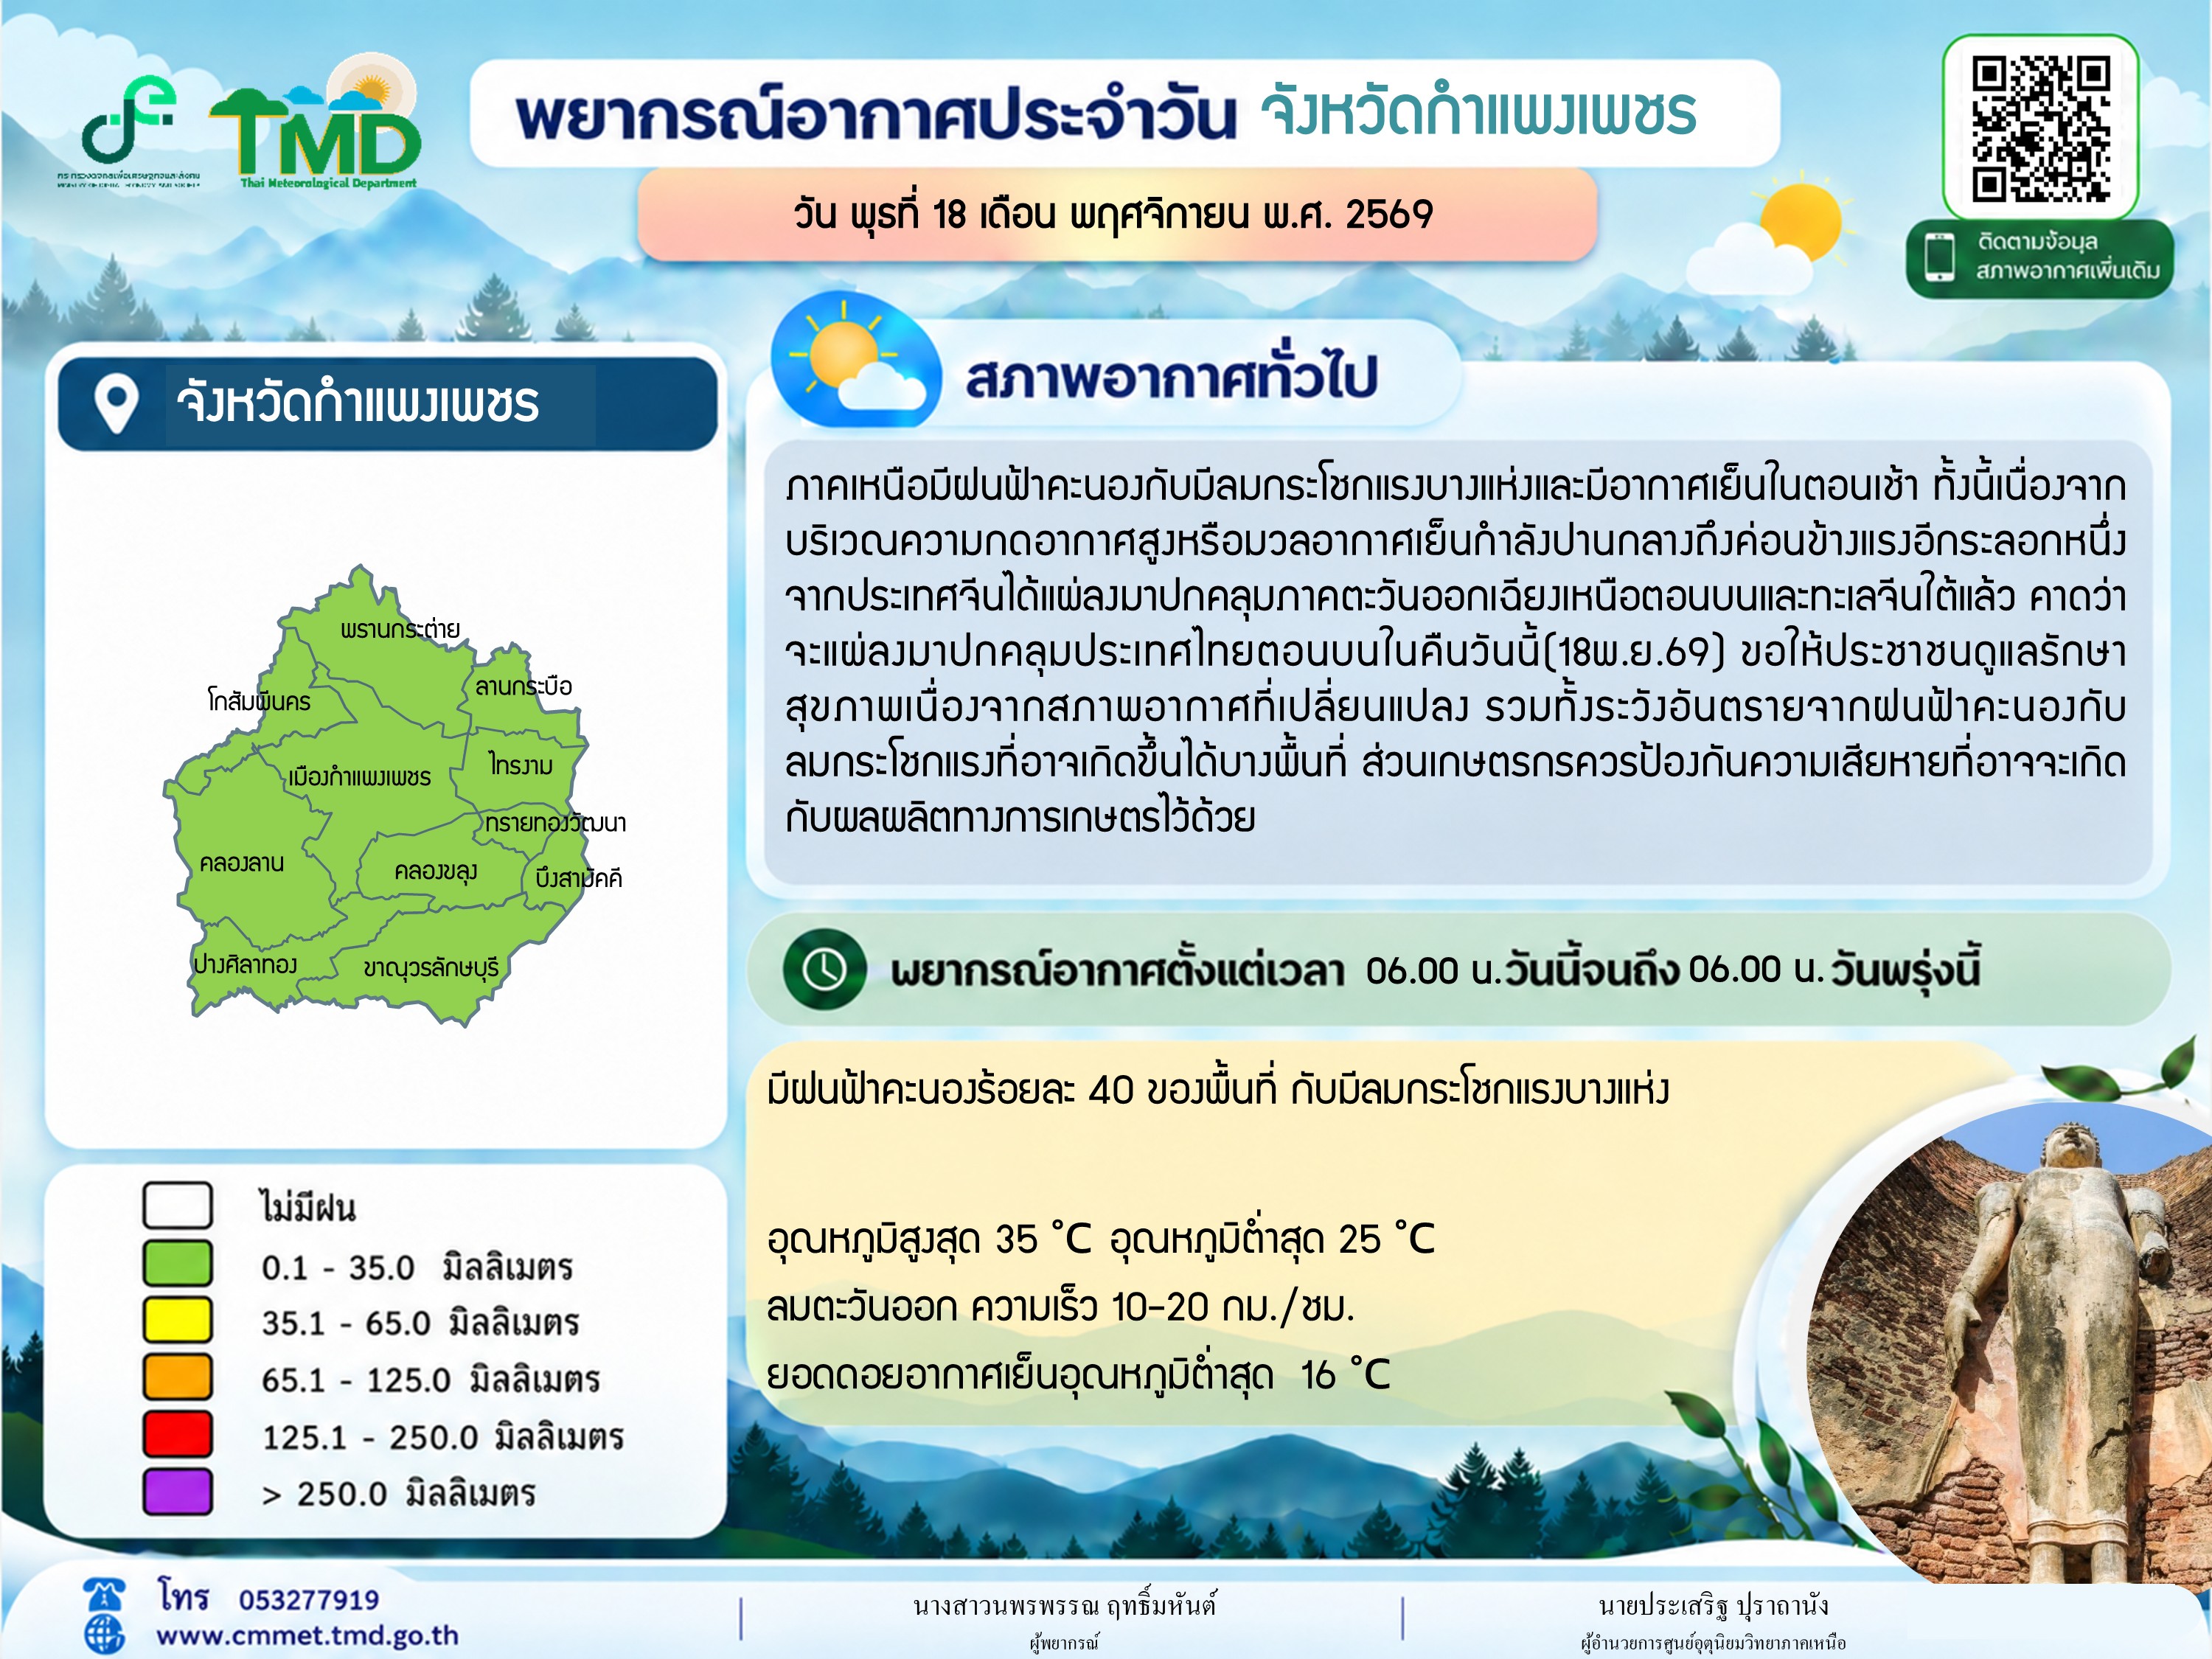 พยากรณ์อากาศประจำวัน จังหวัดกำแพงเพชร
TMD
Thai Meteorological Department
วัน พุธที่ 18 เดือน พฤศจิกายน พ.ศ. 2569
ติดตามข้อมูล
สภาพอากาศเพิ่มเติม
จังหวัดกำแพงเพชร
พรานกระต่าย
ลานกระบือ
โกสัมพีนคร
เมืองกำแพงเพชร
ไทรงาม
ทรายทองวัฒนา
คลองลาน
คลองขลุง
บึงสามัคคี
ปางศิลาทอง
ขาณุวรลักษบุรี
ไม่มีฝน
0.1 - 35.0 มิลลิเมตร
35.1 - 65.0 มิลลิเมตร
65.1 - 125.0 มิลลิเมตร
125.1 - 250.0 มิลลิเมตร
> 250.0 มิลลิเมตร
สภาพอากาศทั่วไป
ภาคเหนือมีฝนฟ้าคะนองกับมีลมกระโชกแรงบางแห่งและมีอากาศเย็นในตอนเช้า ทั้งนี้เนื่องจาก
บริเวณความกดอากาศสูงหรือมวลอากาศเย็นกำลังปานกลางถึงค่อนข้างแรงอีกระลอกหนึ่ง
จากประเทศจีนได้แผ่ลงมาปกคลุมภาคตะวันออกเฉียงเหนือตอนบนและทะเลจีนใต้แล้ว คาดว่า
จะแผ่ลงมาปกคลุมประเทศไทยตอนบนในคืนวันนี้(18พ.ย.69) ขอให้ประชาชนดูแลรักษา
สุขภาพเนื่องจากสภาพอากาศที่เปลี่ยนแปลง รวมทั้งระวังอันตรายจากฝนฟ้าคะนองกับ
ลมกระโชกแรงที่อาจเกิดขึ้นได้บางพื้นที่ ส่วนเกษตรกรควรป้องกันความเสียหายที่อาจจะเกิด
กับผลผลิตทางการเกษตรไว้ด้วย
พยากรณ์อากาศตั้งแต่เวลา 06.00 น.วันนี้จนถึง 06.00 น. วันพรุ่งนี้
มีฝนฟ้าคะนองร้อยละ 40 ของพื้นที่ กับมีลมกระโชกแรงบางแห่ง
อุณหภูมิสูงสุด 35 °C อุณหภูมิต่ำสุด 25 °C
ลมตะวันออก ความเร็ว 10-20 กม./ชม.
ยอดดอยอากาศเย็นอุณหภูมิต่ำสุด 16 °C
โทร 053277919
www.cmmet.tmd.go.th
นางสาวนพรพรรณ ฤทธิ์มหันต์
ผู้พยากรณ์
นายประเสริฐ ปุราถานัง
ผู้อำนวยการศูนย์อุตุนิยมวิทยาภาคเหนือ